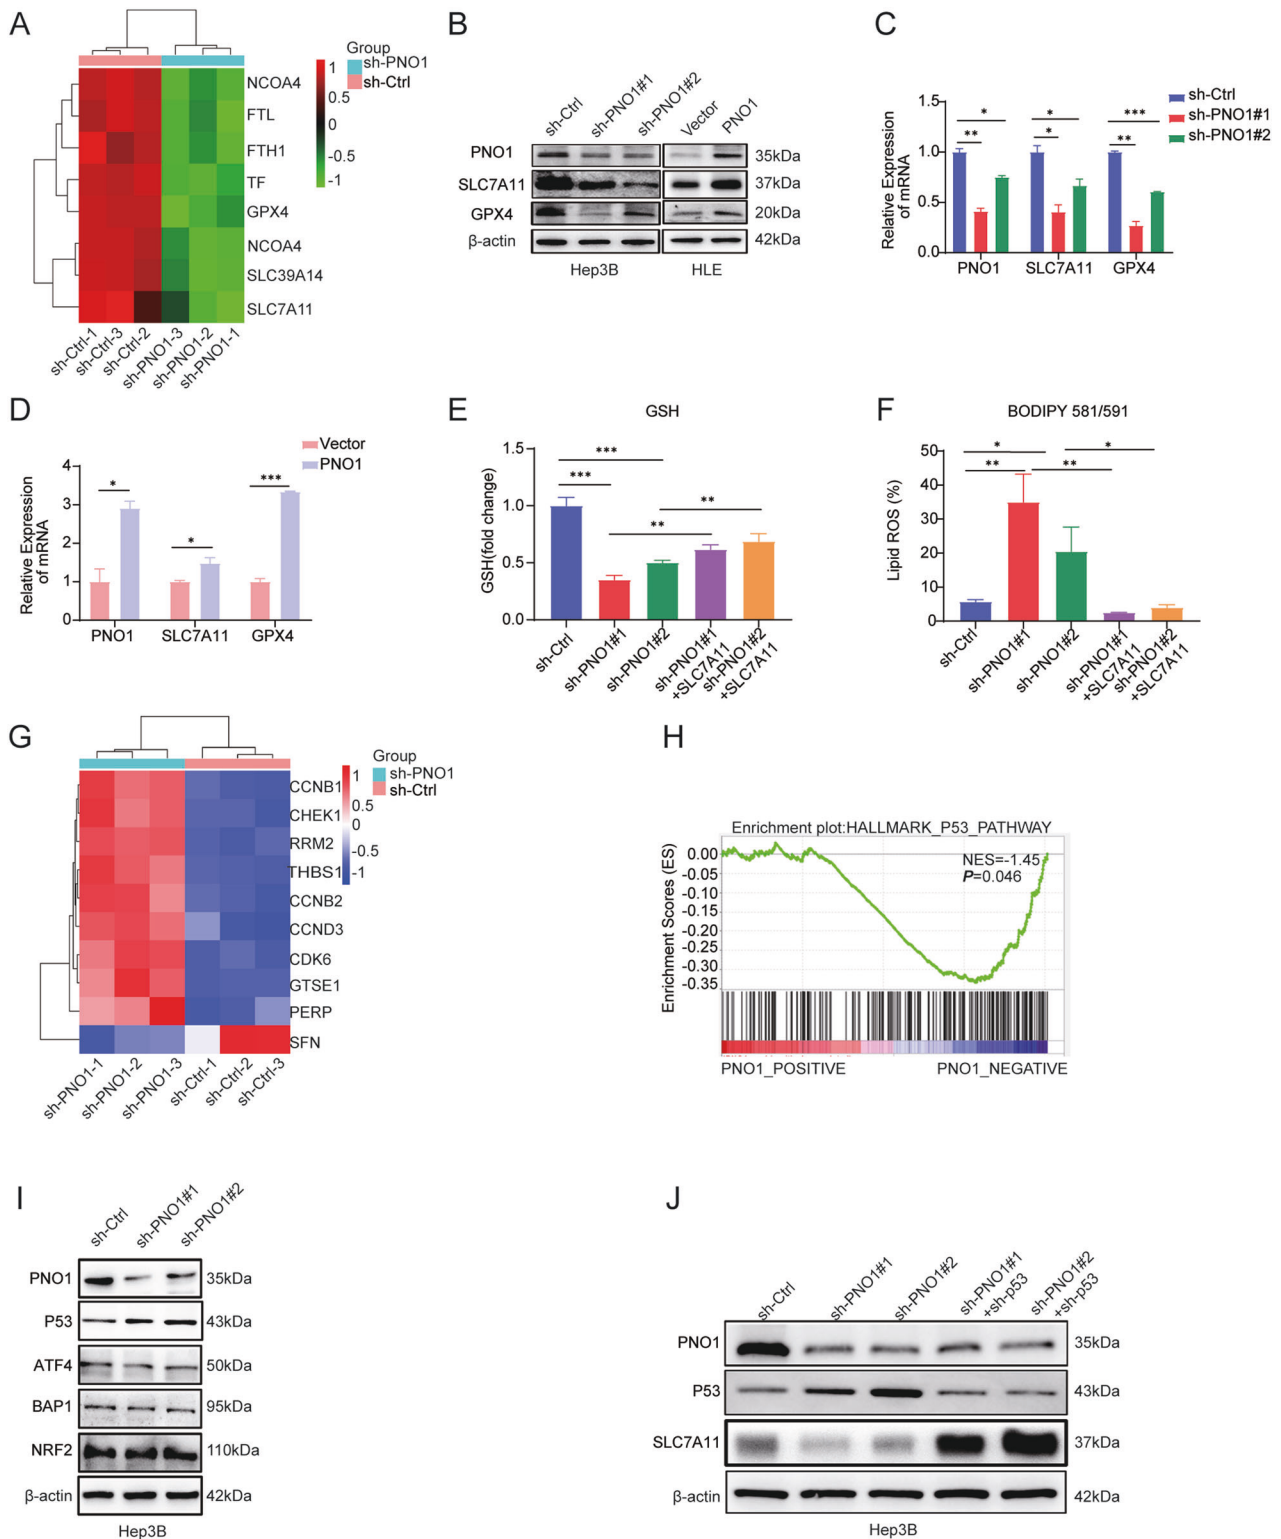 A
Group
sh-PNO1
sh-Ctrl
1
0.5
0
-0.5
-1
NCOA4
FTL
FTH1
TF
GPX4
NCOA4
SLC39A14
SLC7A11
sh-Ctrl-1
sh-Ctrl-3
sh-Ctrl-2
sh-PNO1-3
sh-PNO1-2
sh-PNO1-1
B
sh-Ctrl
sh-PNO1#1
sh-PNO1#2
Vector
PNO1
PNO1
35kDa
SLC7A11
37kDa
GPX4
20kDa
β-actin
42kDa
Hep3B
HLE
C
sh-Ctrl
sh-PNO1#1
sh-PNO1#2
Relative Expression
of mRNA
1.5
1.0
0.5
0.0
*
**
*
*
***
**
PNO1
SLC7A11
GPX4
D
Vector
PNO1
Relative Expression
of mRNA
4
3
2
1
0
*
*
***
PNO1
SLC7A11
GPX4
E
GSH
GSH(fold change)
1.5
1.0
0.5
0.0
***
***
**
**
sh-Ctrl
sh-PNO1#1
sh-PNO1#2
sh-PNO1#1
+SLC7A11
sh-PNO1#2
+SLC7A11
F
BODIPY 581/591
Lipid ROS (%)
50
40
30
20
10
0
*
**
**
*
sh-Ctrl
sh-PNO1#1
sh-PNO1#2
sh-PNO1#1
+SLC7A11
sh-PNO1#2
+SLC7A11
G
Group
sh-PNO1
sh-Ctrl
1
0.5
0
-0.5
-1
CCNB1
CHEK1
RRM2
THBS1
CCNB2
CCND3
CDK6
GTSE1
PERP
SFN
sh-PNO1-1
sh-PNO1-2
sh-PNO1-3
sh-Ctrl-1
sh-Ctrl-2
sh-Ctrl-3
H
Enrichment plot:HALLMARK_P53_PATHWAY
Enrichment Scores (ES)
0.00
-0.05
-0.10
-0.15
-0.20
-0.25
-0.30
-0.35
NES=-1.45
P=0.046
PNO1_POSITIVE
PNO1_NEGATIVE
I
sh-Ctrl
sh-PNO1#1
sh-PNO1#2
PNO1
35kDa
P53
43kDa
ATF4
50kDa
BAP1
95kDa
NRF2
110kDa
β-actin
42kDa
Hep3B
J
sh-Ctrl
sh-PNO1#1
sh-PNO1#2
sh-PNO1#1
+sh-p53
sh-PNO1#2
+sh-p53
PNO1
35kDa
P53
43kDa
SLC7A11
37kDa
β-actin
42kDa
Hep3B